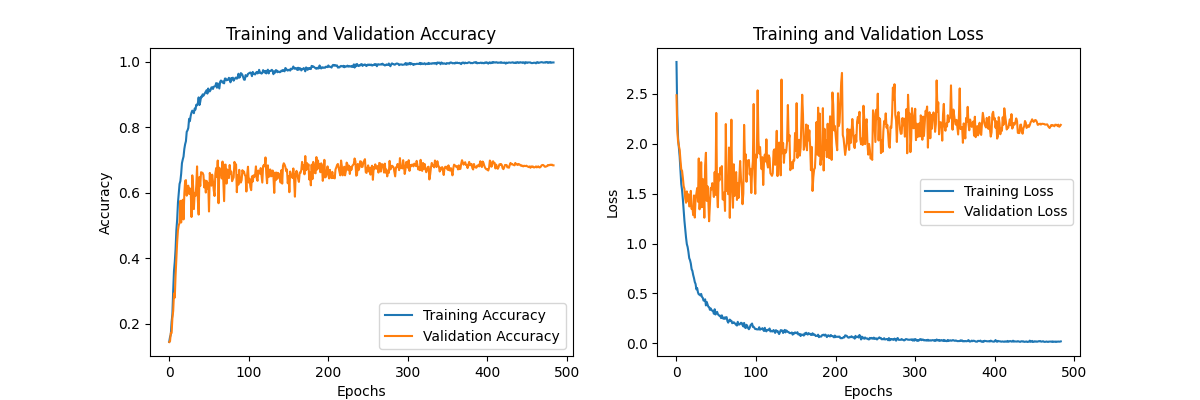 Training and Validation Accuracy
1.0
0.8
0.6
0.4
0.2
Accuracy
0
100
200
300
400
500
Epochs
Training Accuracy
Validation Accuracy
Training and Validation Loss
2.5
2.0
1.5
1.0
0.5
0.0
Loss
0
100
200
300
400
500
Epochs
Training Loss
Validation Loss